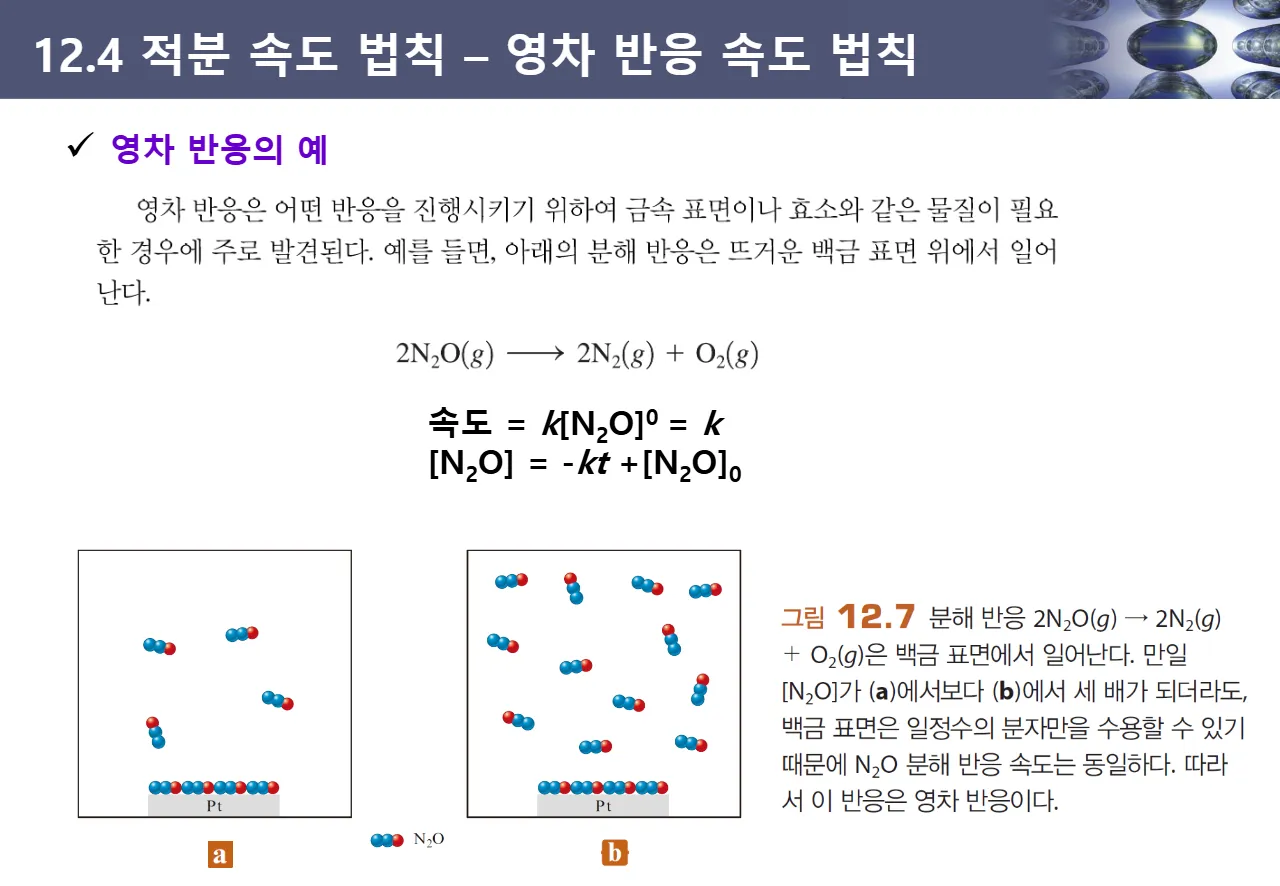 12.4 적분 속도 법칙 – 영차 반응 속도 법칙
✓ 영차 반응의 예
영차 반응은 어떤 반응을 진행시키기 위하여 금속 표면이나 효소와 같은 물질이 필요
한 경우에 주로 발견된다. 예를 들면, 아래의 분해 반응은 뜨거운 백금 표면 위에서 일어
난다.
2N₂O(g) ⟶ 2N₂(g) + O₂(g)
속도 = k[N₂O]⁰ = k
[N₂O] = -kt +[N₂O]₀
Pt
a
N₂O
Pt
b
그림 12.7 분해 반응 2N₂O(g) → 2N₂(g)
+ O₂(g)은 백금 표면에서 일어난다. 만일
[N₂O]가 (a)에서보다 (b)에서 세 배가 되더라도,
백금 표면은 일정수의 분자만을 수용할 수 있기
때문에 N₂O 분해 반응 속도는 동일하다. 따라
서 이 반응은 영차 반응이다.